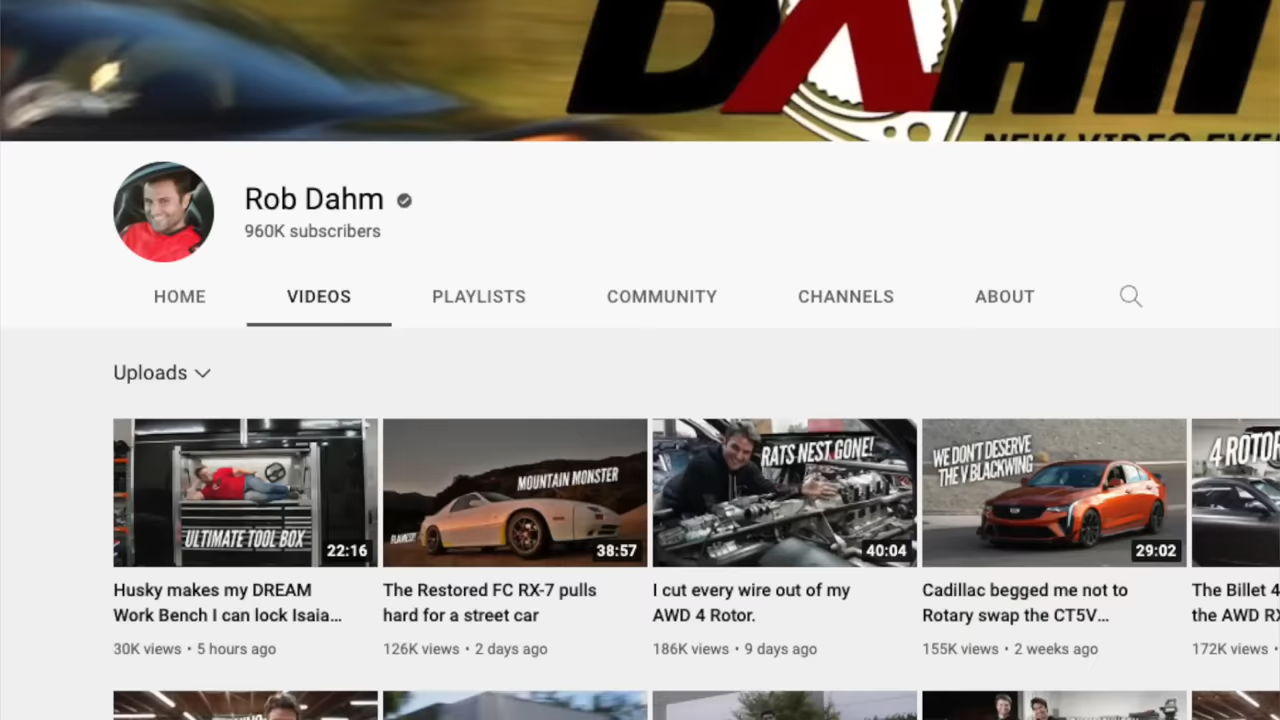 DAHM
NEW VIDEO
Rob Dahm
960K subscribers
HOME VIDEOS PLAYLISTS COMMUNITY CHANNELS ABOUT
Uploads
ULTIMATE TOOL BOX
22:16
MOUNTAIN MONSTER
38:57
RATS NEST GONE!
40:04
WE DON'T DESERVE
THE V BLACKWING
29:02
4 ROTOR
Husky makes my DREAM
Work Bench I can lock Isaia...
30K views • 5 hours ago
The Restored FC RX-7 pulls
hard for a street car
126K views • 2 days ago
I cut every wire out of my
AWD 4 Rotor.
186K views • 9 days ago
Cadillac begged me not to
Rotary swap the CT5V...
155K views • 2 weeks ago
The Billet 4
the AWD RX
172K views •